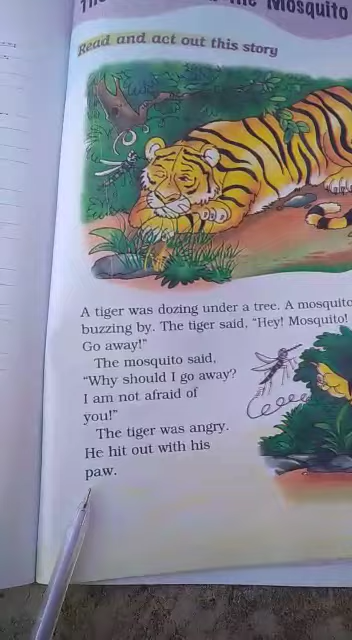 Mosquito
Read and act out this story
A tiger was dozing under a tree. A mosquito
buzzing by. The tiger said, “Hey! Mosquito!
Go away!”
The mosquito said,
“Why should I go away?
I am not afraid of
you!”
The tiger was angry.
He hit out with his
paw.